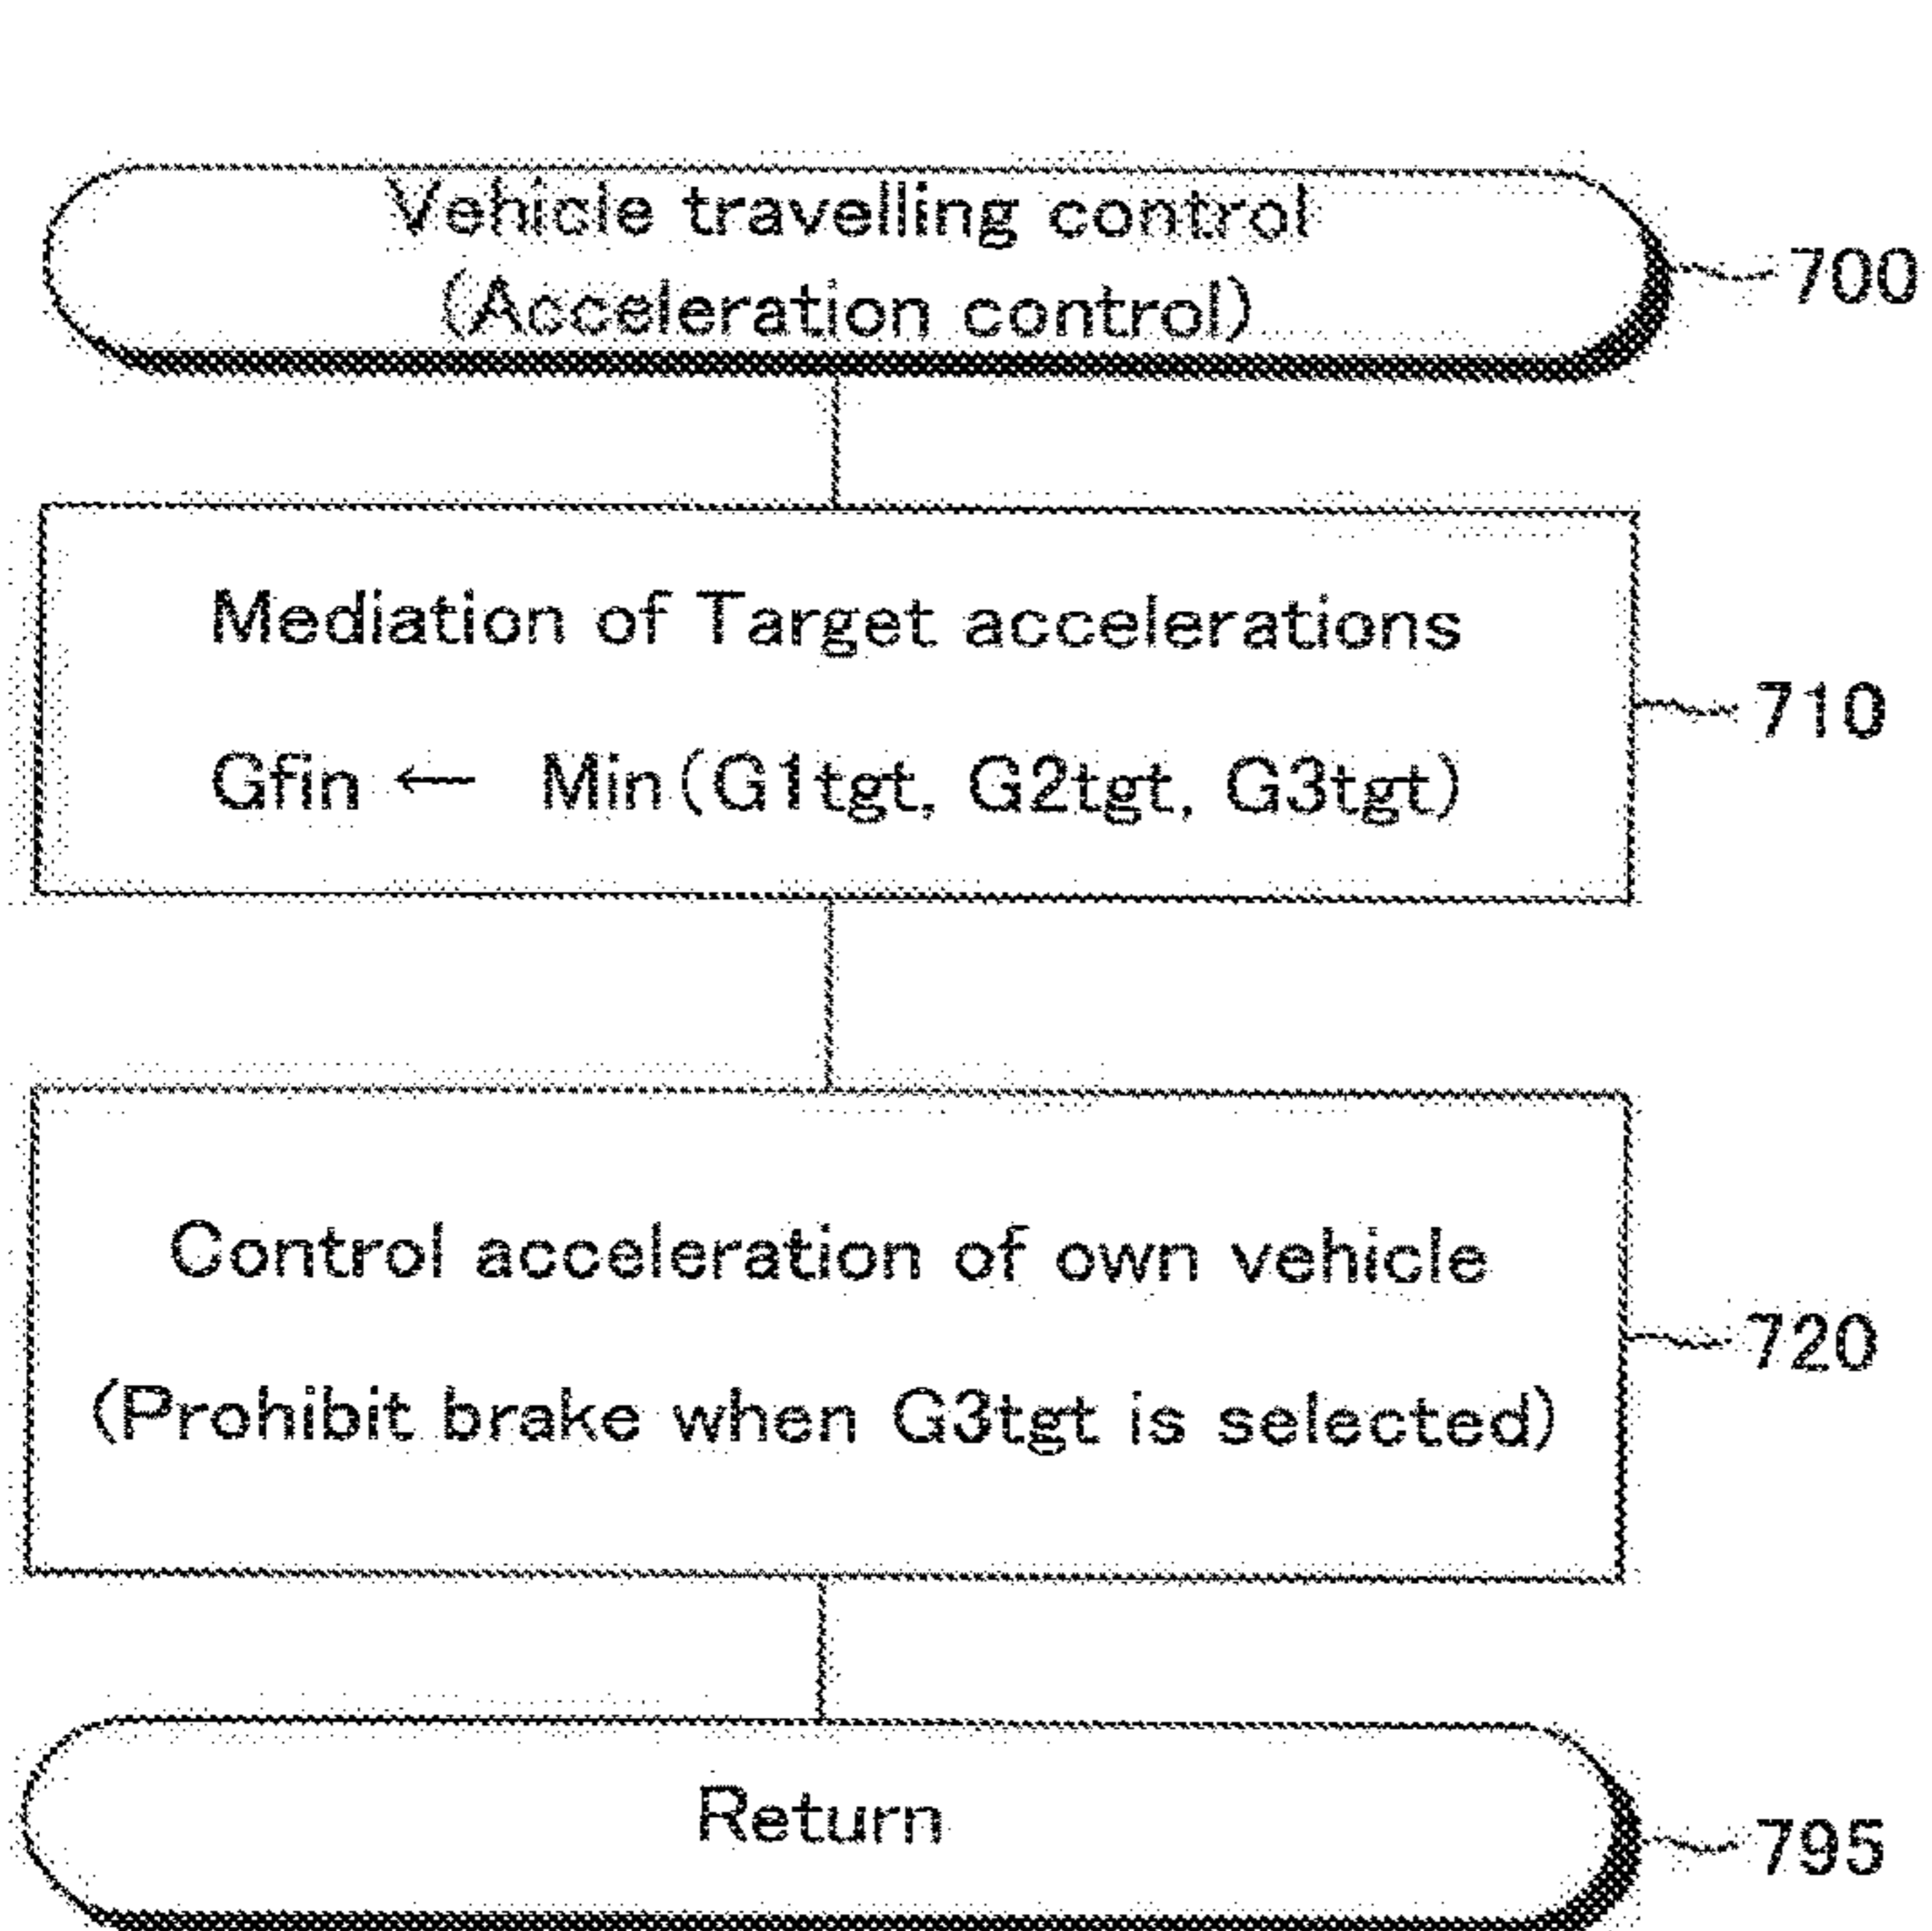 Vehicle travelling control
(Acceleration control)
700
Mediation of Target accelerations
Gfin ← Min(G1tgt, G2tgt, G3tgt)
710
Control acceleration of own vehicle
(Prohibit brake when G3tgt is selected)
720
Return
795